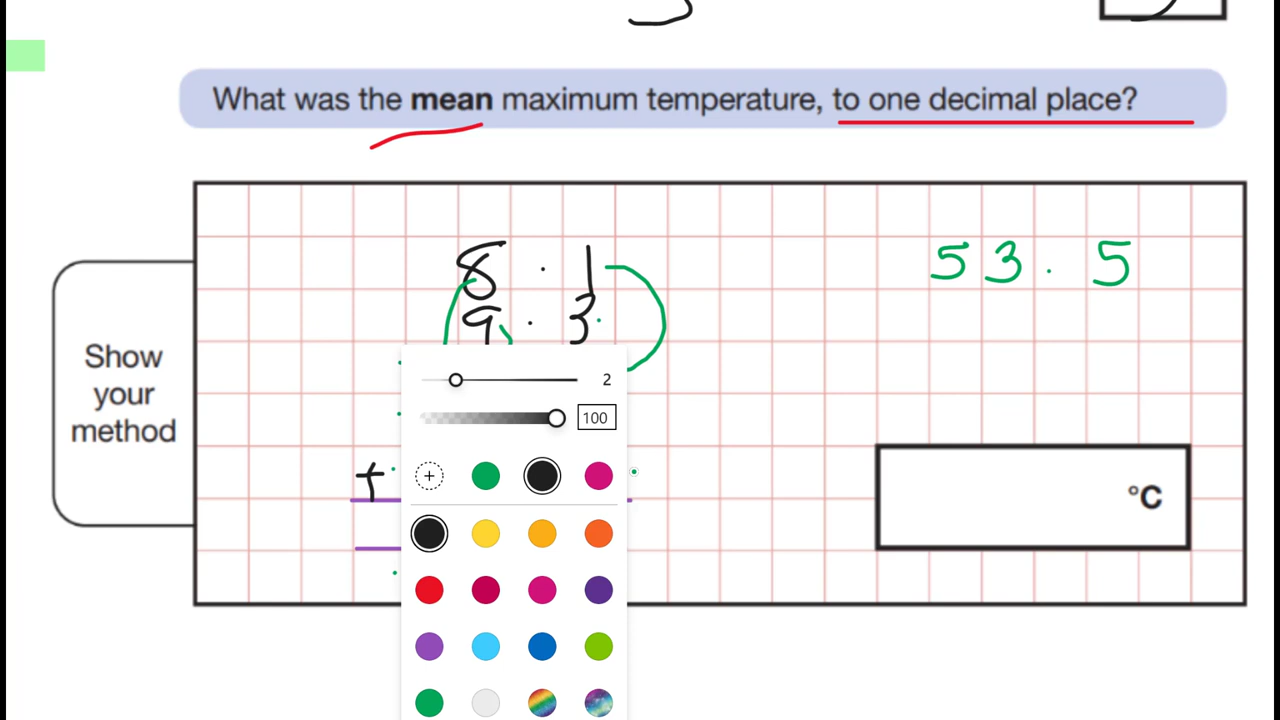 What was the mean maximum temperature, to one decimal place?
8 . 1
53.5
9 . 3
Show
your
method
2
100
+
°C